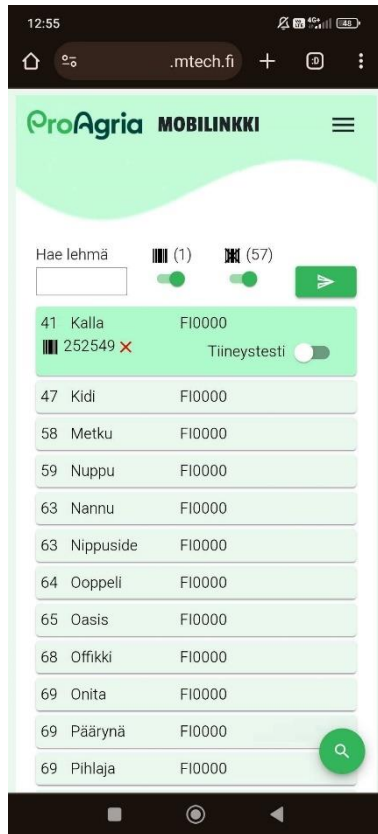 12:55 4G+ 48
.mtech.fi :D
ProAgria MOBILINKKI
Hae lehmä (1) (57)
41 Kalla FI0000
252549 Tiineystesti
47 Kidi FI0000
58 Metku FI0000
59 Nuppu FI0000
63 Nannu FI0000
63 Nippuside FI0000
64 Ooppeli FI0000
65 Oasis FI0000
68 Offikki FI0000
69 Onita FI0000
69 Päärynä FI0000
69 Pihlaja FI0000